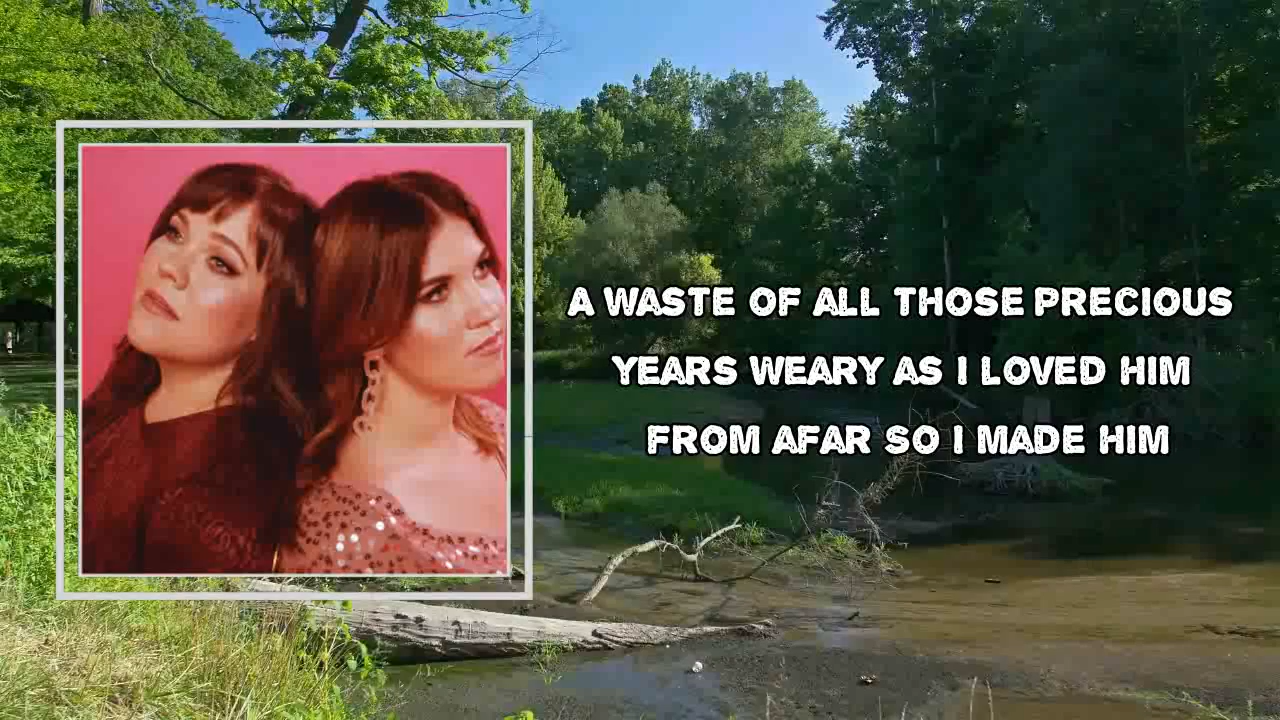 A WASTE OF ALL THOSE PRECIOUS
YEARS WEARY AS I LOVED HIM
FROM AFAR SO I MADE HIM